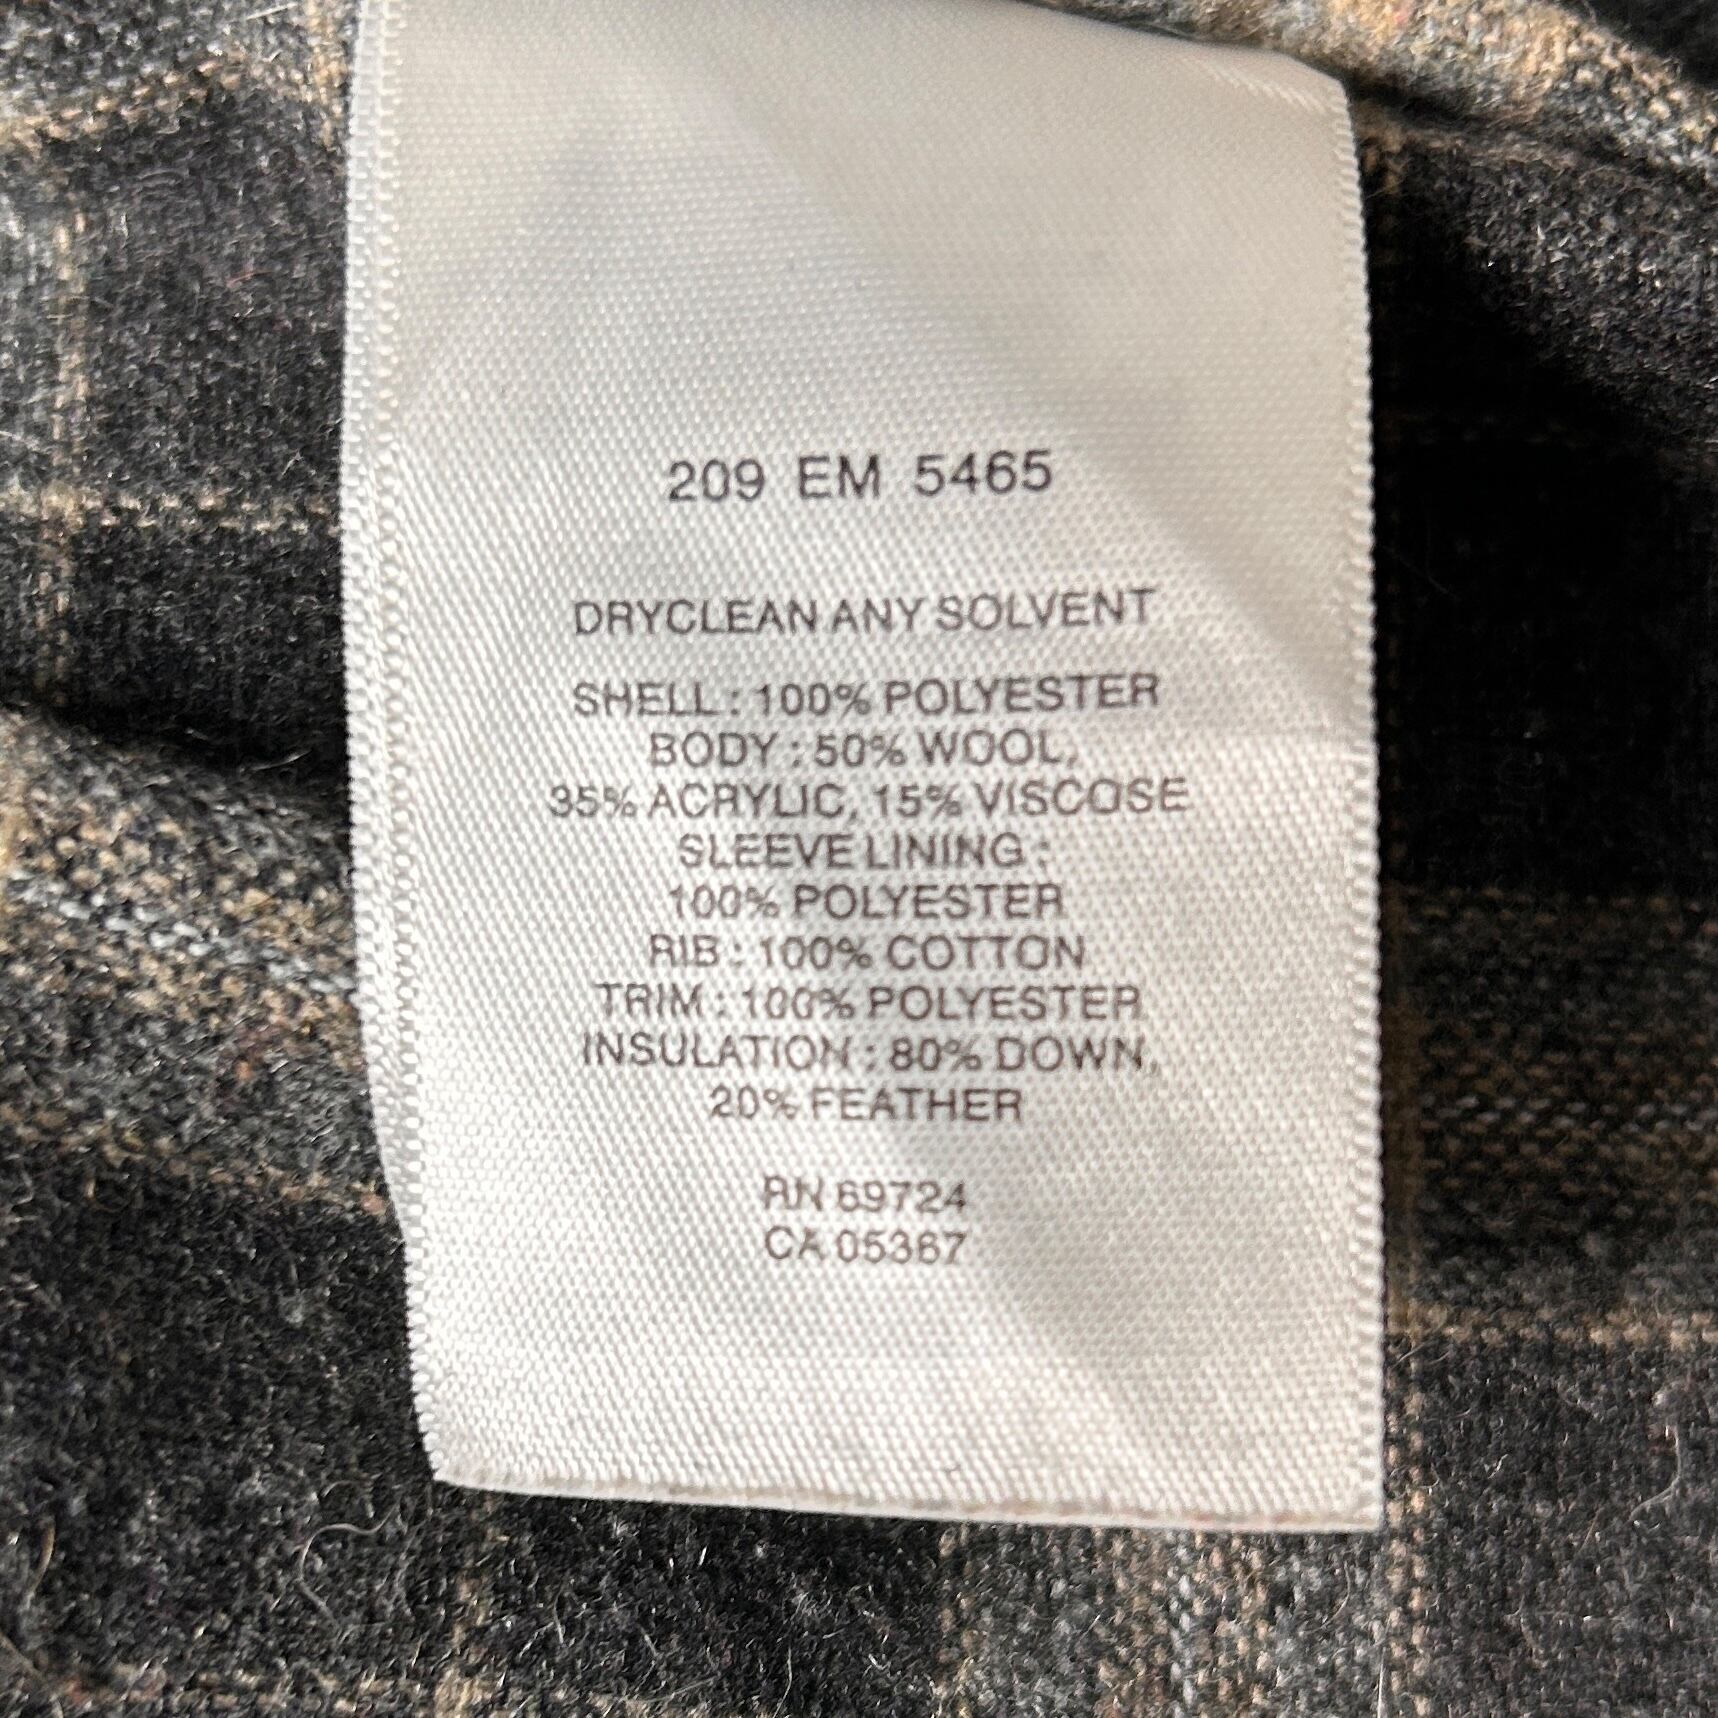 209 EM 5465
DRYCLEAN ANY SOLVENT
SHELL : 100% POLYESTER
BODY : 50% WOOL,
35% ACRYLIC, 15% VISCOSE
SLEEVE LINING :
100% POLYESTER
RIB : 100% COTTON
TRIM : 100% POLYESTER
INSULATION : 80% DOWN,
20% FEATHER
RN 69724
CA 05367